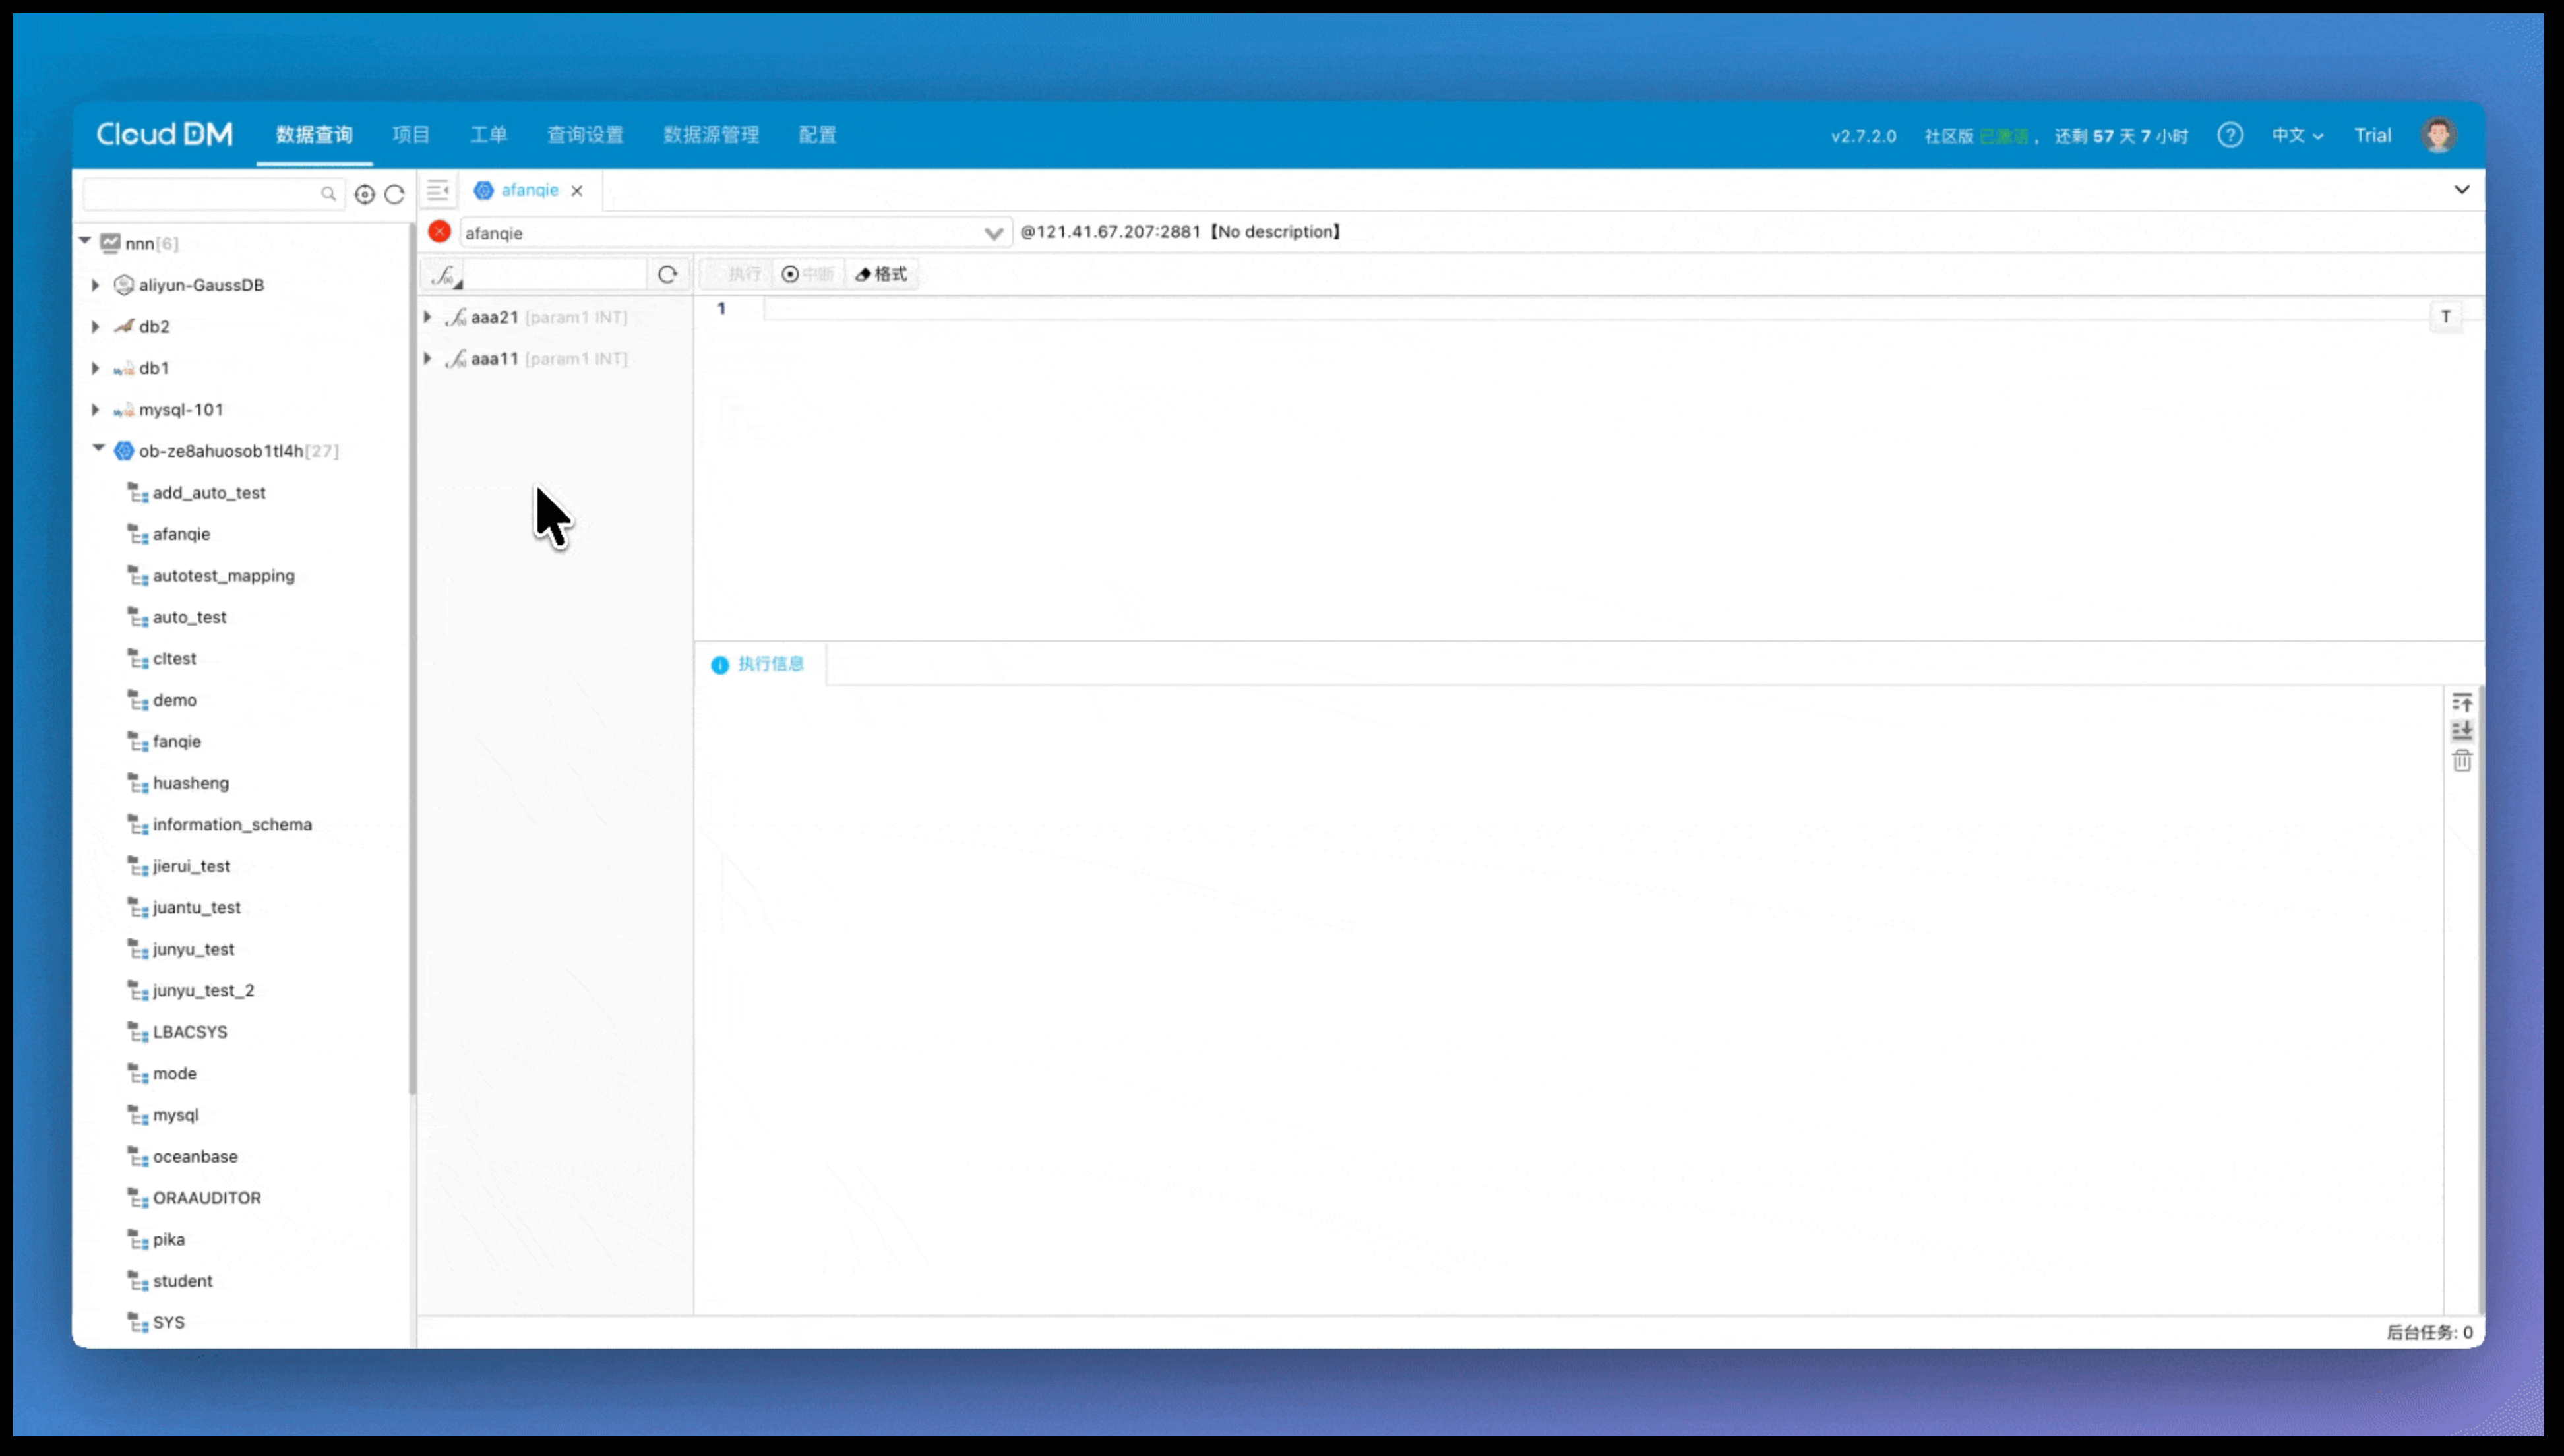 Cloud DM 数据查询 项目 工单 查询设置 数据源管理 配置 v2.7.2.0 社区版 已激活， 还剩 57 天 7 小时 中文 Trial
afanqie
afanqie @121.41.67.207:2881【No description】
执行 中断 格式
nnn[6]
aliyun-GaussDB
db2
db1
mysql-101
ob-ze8ahuosob1tl4h[27]
add_auto_test
afanqie
autotest_mapping
auto_test
cltest
demo
fanqie
huasheng
information_schema
jierui_test
juantu_test
junyu_test
junyu_test_2
LBACSYS
mode
mysql
oceanbase
ORAAUDITOR
pika
student
SYS
aaa21 [param1 INT]
aaa11 [param1 INT]
1
T
执行信息
后台任务: 0